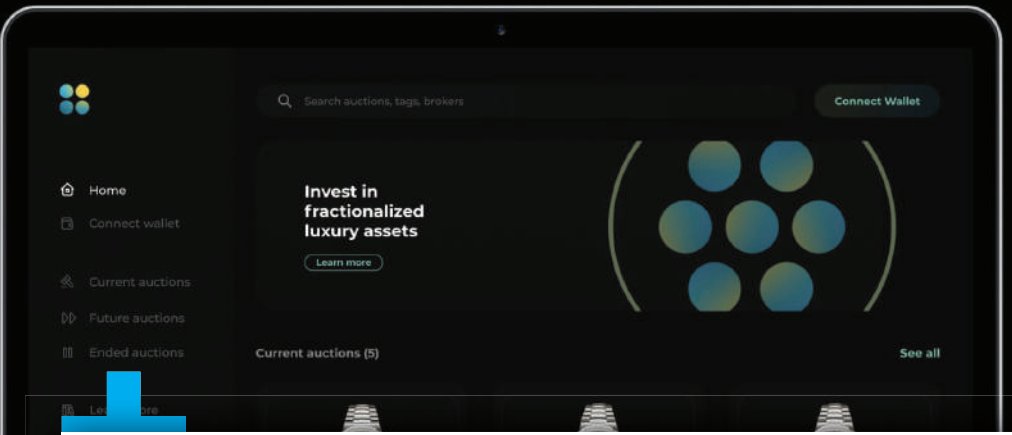 Search auctions, tags, brokers
Connect Wallet
Home
Connect wallet
Current auctions
Future auctions
Ended auctions
Invest in
fractionalized
luxury assets
Learn more
Current auctions (5)
See all